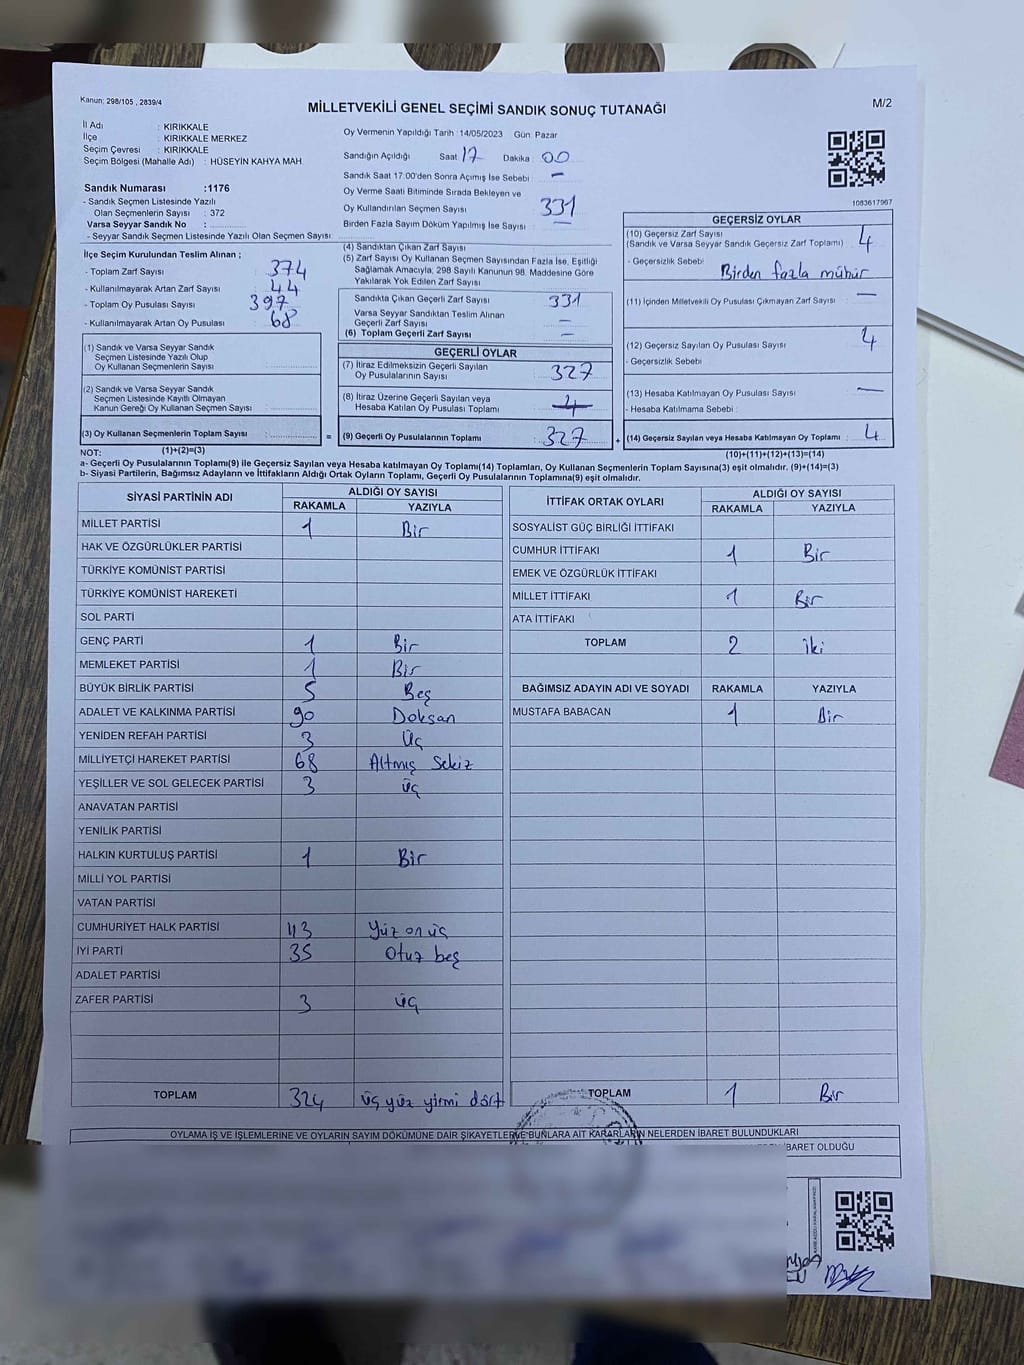 Kanun: 298/105 , 2839/4
MİLLETVEKİLİ GENEL SEÇİMİ SANDIK SONUÇ TUTANAĞI
M/2
İl Adı : KIRIKKALE
İlçe : KIRIKKALE MERKEZ
Seçim Çevresi : KIRIKKALE
Seçim Bölgesi (Mahalle Adı) : HÜSEYİN KAHYA MAH.
Sandık Numarası :1176
- Sandık Seçmen Listesinde Yazılı
Olan Seçmenlerin Sayısı : 372
Varsa Seyyar Sandık No :
- Seyyar Sandık Seçmen Listesinde Yazılı Olan Seçmen Sayısı:
Oy Vermenin Yapıldığı Tarih :14/05/2023 Gün: Pazar
Sandığın Açıldığı Saat 17 Dakika : 00
Sandık Saat 17:00'den Sonra Açımış İse Sebebi : —
Oy Verme Saati Bitiminde Sırada Bekleyen ve
Oy Kullandırılan Seçmen Sayısı 331
Birden Fazla Sayım Döküm Yapılmış İse Sayısı : —
1083617967
İlçe Seçim Kurulundan Teslim Alınan ;
- Toplam Zarf Sayısı : 374
- Kullanılmayarak Artan Zarf Sayısı : 44
- Toplam Oy Pusulası Sayısı 397
- Kullanılmayarak Artan Oy Pusulası : 68
(1) Sandık ve Varsa Seyyar Sandık
Seçmen Listesinde Yazılı Olup
Oy Kullanan Seçmenlerin Sayısı :
(2) Sandık ve Varsa Seyyar Sandık
Seçmen Listesinde Kayıtlı Olmayan
Kanun Gereği Oy Kullanan Seçmen Sayısı :
(3) Oy Kullanan Seçmenlerin Toplam Sayısı :
(1)+(2)=(3)
(4) Sandıktan Çıkan Zarf Sayısı
(5) Zarf Sayısı Oy Kullanan Seçmen Sayısından Fazla İse, Eşitliği
Sağlamak Amacıyla, 298 Sayılı Kanunun 98. Maddesine Göre
Yakılarak Yok Edilen Zarf Sayısı
Sandıkta Çıkan Geçerli Zarf Sayısı 331
Varsa Seyyar Sandıktan Teslim Alınan
Geçerli Zarf Sayısı —
(6) Toplam Geçerli Zarf Sayısı —
GEÇERLİ OYLAR
(7) İtiraz Edilmeksizin Geçerli Sayılan
Oy Pusulalarının Sayısı : 327
(8) İtiraz Üzerine Geçerli Sayılan veya
Hesaba Katılan Oy Pusulası Toplamı :
= (9) Geçerli Oy Pusulalarının Toplamı : 327
GEÇERSİZ OYLAR
(10) Geçersiz Zarf Sayısı
(Sandık ve Varsa Seyyar Sandık Geçersiz Zarf Toplamı) : 4
- Geçersizlik Sebebi: Birden fazla mühür
(11) İçinden Milletvekili Oy Pusulası Çıkmayan Zarf Sayısı : —
(12) Geçersiz Sayılan Oy Pusulası Sayısı : 4
- Geçersizlik Sebebi :
(13) Hesaba Katılmayan Oy Pusulası Sayısı : —
- Hesaba Katılmama Sebebi :
+ (14) Geçersiz Sayılan veya Hesaba Katılmayan Oy Toplamı : 4
(10)+(11)+(12)+(13)=(14)
NOT:
a- Geçerli Oy Pusulalarının Toplamı(9) ile Geçersiz Sayılan veya Hesaba katılmayan Oy Toplamı(14) Toplamları, Oy Kullanan Seçmenlerin Toplam Sayısına(3) eşit olmalıdır. (9)+(14)=(3)
b- Siyasi Partilerin, Bağımsız Adayların ve İttifakların Aldığı Ortak Oyların Toplamı, Geçerli Oy Pusulalarının Toplamına(9) eşit olmalıdır.
SİYASİ PARTİNİN ADI ALDIĞI OY SAYISI
RAKAMLA YAZIYLA
MİLLET PARTİSİ 1 Bir
HAK VE ÖZGÜRLÜKLER PARTİSİ
TÜRKİYE KOMÜNİST PARTİSİ
TÜRKİYE KOMÜNİST HAREKETİ
SOL PARTİ
GENÇ PARTİ 1 Bir
MEMLEKET PARTİSİ 1 Bir
BÜYÜK BİRLİK PARTİSİ 5 Beş
ADALET VE KALKINMA PARTİSİ 90 Doksan
YENİDEN REFAH PARTİSİ 3 Üç
MİLLİYETÇİ HAREKET PARTİSİ 68 Altmış Sekiz
YEŞİLLER VE SOL GELECEK PARTİSİ 3 üç
ANAVATAN PARTİSİ
YENİLİK PARTİSİ
HALKIN KURTULUŞ PARTİSİ 1 Bir
MİLLİ YOL PARTİSİ
VATAN PARTİSİ
CUMHURİYET HALK PARTİSİ 113 Yüz on üç
İYİ PARTİ 35 Otuz beş
ADALET PARTİSİ
ZAFER PARTİSİ 3 üç
TOPLAM 324 üç yüz yirmi dört
İTTİFAK ORTAK OYLARI ALDIĞI OY SAYISI
RAKAMLA YAZIYLA
SOSYALİST GÜÇ BİRLİĞİ İTTİFAKI
CUMHUR İTTİFAKI 1 Bir
EMEK VE ÖZGÜRLÜK İTTİFAKI
MİLLET İTTİFAKI 1 Bir
ATA İTTİFAKI
TOPLAM 2 iki
BAĞIMSIZ ADAYIN ADI VE SOYADI RAKAMLA YAZIYLA
MUSTAFA BABACAN 1 Bir
TOPLAM 1 Bir
OYLAMA İŞ VE İŞLEMLERİNE VE OYLARIN SAYIM DÖKÜMÜNE DAİR ŞİKAYETLER VE BUNLARA AİT KARARLARIN NELERDEN İBARET BULUNDUKLARI
İBARET OLDUĞU